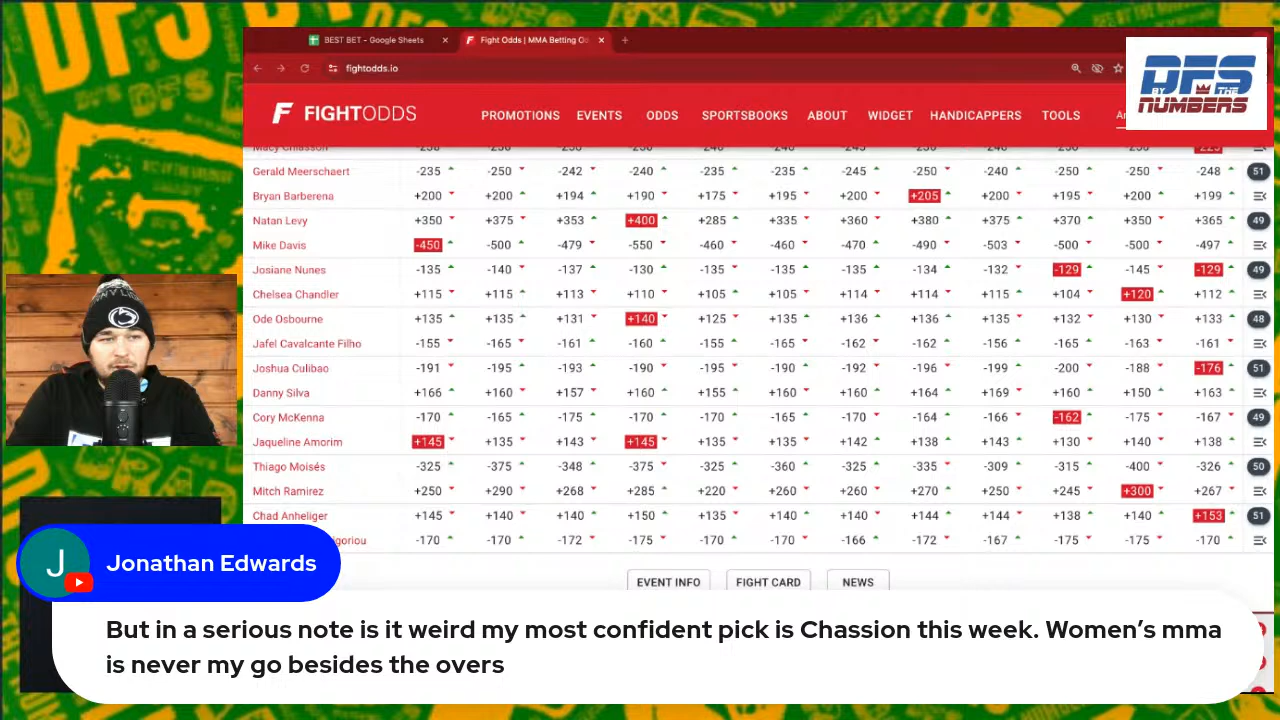 BEST BET - Google Sheets
Fight Odds | MMA Betting Od
fightodds.io
DFS
BY THE
NUMBERS
FIGHTODDS
PROMOTIONS EVENTS ODDS SPORTSBOOKS ABOUT WIDGET HANDICAPPERS TOOLS
Gerald Meerschaert -235 -250 -242 -240 -235 -235 -245 -250 -240 -250 -250 -248 51
Bryan Barberena +200 +200 +194 +190 +175 +195 +200 +205 +200 +195 +200 +199
Natan Levy +350 +375 +353 +400 +285 +335 +360 +380 +375 +370 +350 +365 49
Mike Davis -450 -500 -479 -550 -460 -460 -470 -490 -503 -500 -500 -497
Josiane Nunes -135 -140 -137 -130 -135 -135 -135 -134 -132 -129 -145 -129 49
Chelsea Chandler +115 +115 +113 +110 +105 +105 +114 +114 +115 +104 +120 +112
Ode Osbourne +135 +135 +131 +140 +125 +135 +136 +136 +135 +132 +130 +133 48
Jafel Cavalcante Filho -155 -165 -161 -160 -155 -165 -162 -162 -156 -165 -163 -161
Joshua Culibao -191 -195 -193 -190 -195 -190 -192 -196 -199 -200 -188 -176 51
Danny Silva +166 +160 +157 +160 +155 +160 +160 +164 +169 +160 +150 +163
Cory McKenna -170 -165 -175 -170 -170 -165 -170 -164 -166 -162 -175 -167 49
Jaqueline Amorim +145 +135 +143 +145 +135 +135 +142 +138 +143 +130 +140 +138
Thiago Moisés -325 -375 -348 -375 -325 -360 -325 -335 -309 -315 -400 -326 50
Mitch Ramirez +250 +290 +268 +285 +220 +260 +260 +270 +250 +245 +300 +267
Chad Anheliger +145 +140 +140 +150 +135 +140 +140 +144 +144 +138 +140 +153 51
goriou -170 -170 -172 -175 -170 -170 -166 -172 -167 -175 -175 -170
EVENT INFO FIGHT CARD NEWS
J Jonathan Edwards
But in a serious note is it weird my most confident pick is Chassion this week. Women's mma
is never my go besides the overs